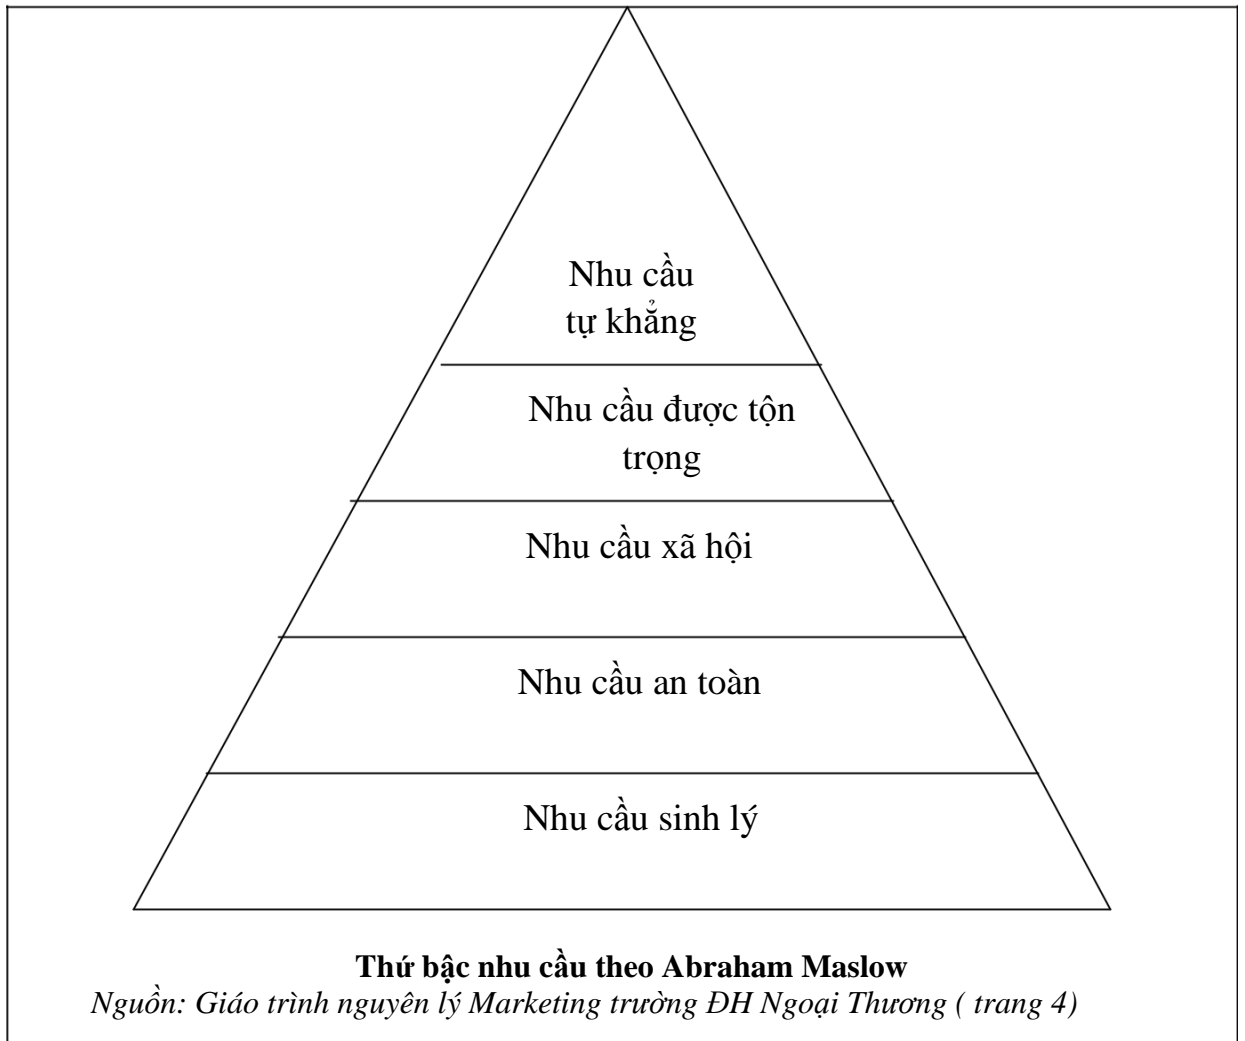 Nhu cầu
tự khẳng
Nhu cầu được tộn
trọng
Nhu cầu xã hội
Nhu cầu an toàn
Nhu cầu sinh lý
Thứ bậc nhu cầu theo Abraham Maslow
Nguồn: Giáo trình nguyên lý Marketing trường ĐH Ngoại Thương ( trang 4)